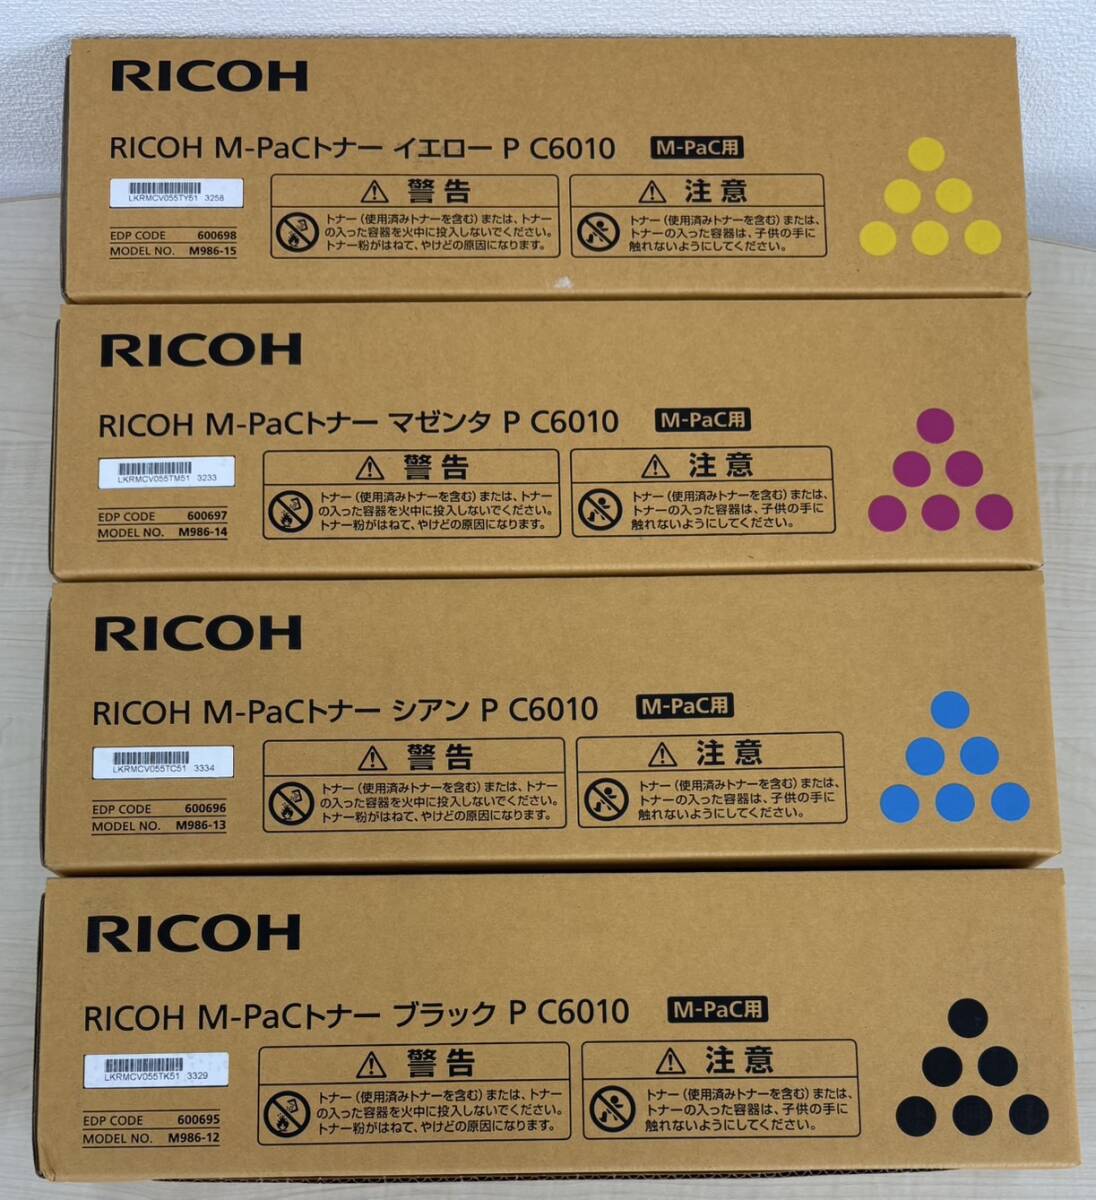 RICOH
RICOH M-PaCトナー イエロー P C6010 M-PaC用
LKRMCV055TY51 3258
EDP CODE 600698
MODEL NO. M986-15
⚠ 警告
トナー（使用済みトナーを含む）または、トナー
の入った容器を火中に投入しないでください。
トナー粉がはねて、やけどの原因になります。
⚠ 注意
トナー（使用済みトナーを含む）または、
トナーの入った容器は、子供の手に
触れないようにしてください。
RICOH
RICOH M-PaCトナー マゼンタ P C6010 M-PaC用
LKRMCV055TM51 3233
EDP CODE 600697
MODEL NO. M986-14
⚠ 警告
トナー（使用済みトナーを含む）または、トナー
の入った容器を火中に投入しないでください。
トナー粉がはねて、やけどの原因になります。
⚠ 注意
トナー（使用済みトナーを含む）または、
トナーの入った容器は、子供の手に
触れないようにしてください。
RICOH
RICOH M-PaCトナー シアン P C6010 M-PaC用
LKRMCV055TC51 3334
EDP CODE 600696
MODEL NO. M986-13
⚠ 警告
トナー（使用済みトナーを含む）または、トナー
の入った容器を火中に投入しないでください。
トナー粉がはねて、やけどの原因になります。
⚠ 注意
トナー（使用済みトナーを含む）または、
トナーの入った容器は、子供の手に
触れないようにしてください。
RICOH
RICOH M-PaCトナー ブラック P C6010 M-PaC用
LKRMCV055TK51 3329
EDP CODE 600695
MODEL NO. M986-12
⚠ 警告
トナー（使用済みトナーを含む）または、トナー
の入った容器を火中に投入しないでください。
トナー粉がはねて、やけどの原因になります。
⚠ 注意
トナー（使用済みトナーを含む）または、
トナーの入った容器は、子供の手に
触れないようにしてください。